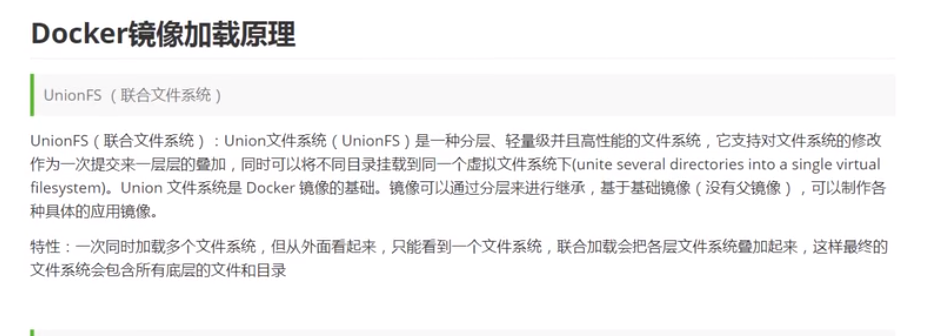 Docker镜像加载原理
UnionFS （联合文件系统）
UnionFS（联合文件系统）：Union文件系统（UnionFS）是一种分层、轻量级并且高性能的文件系统，它支持对文件系统的修改
作为一次提交来一层层的叠加，同时可以将不同目录挂载到同一个虚拟文件系统下(unite several directories into a single virtual
filesystem)。Union 文件系统是 Docker 镜像的基础。镜像可以通过分层来进行继承，基于基础镜像（没有父镜像），可以制作各
种具体的应用镜像。
特性：一次同时加载多个文件系统，但从外面看起来，只能看到一个文件系统，联合加载会把各层文件系统叠加起来，这样最终的
文件系统会包含所有底层的文件和目录